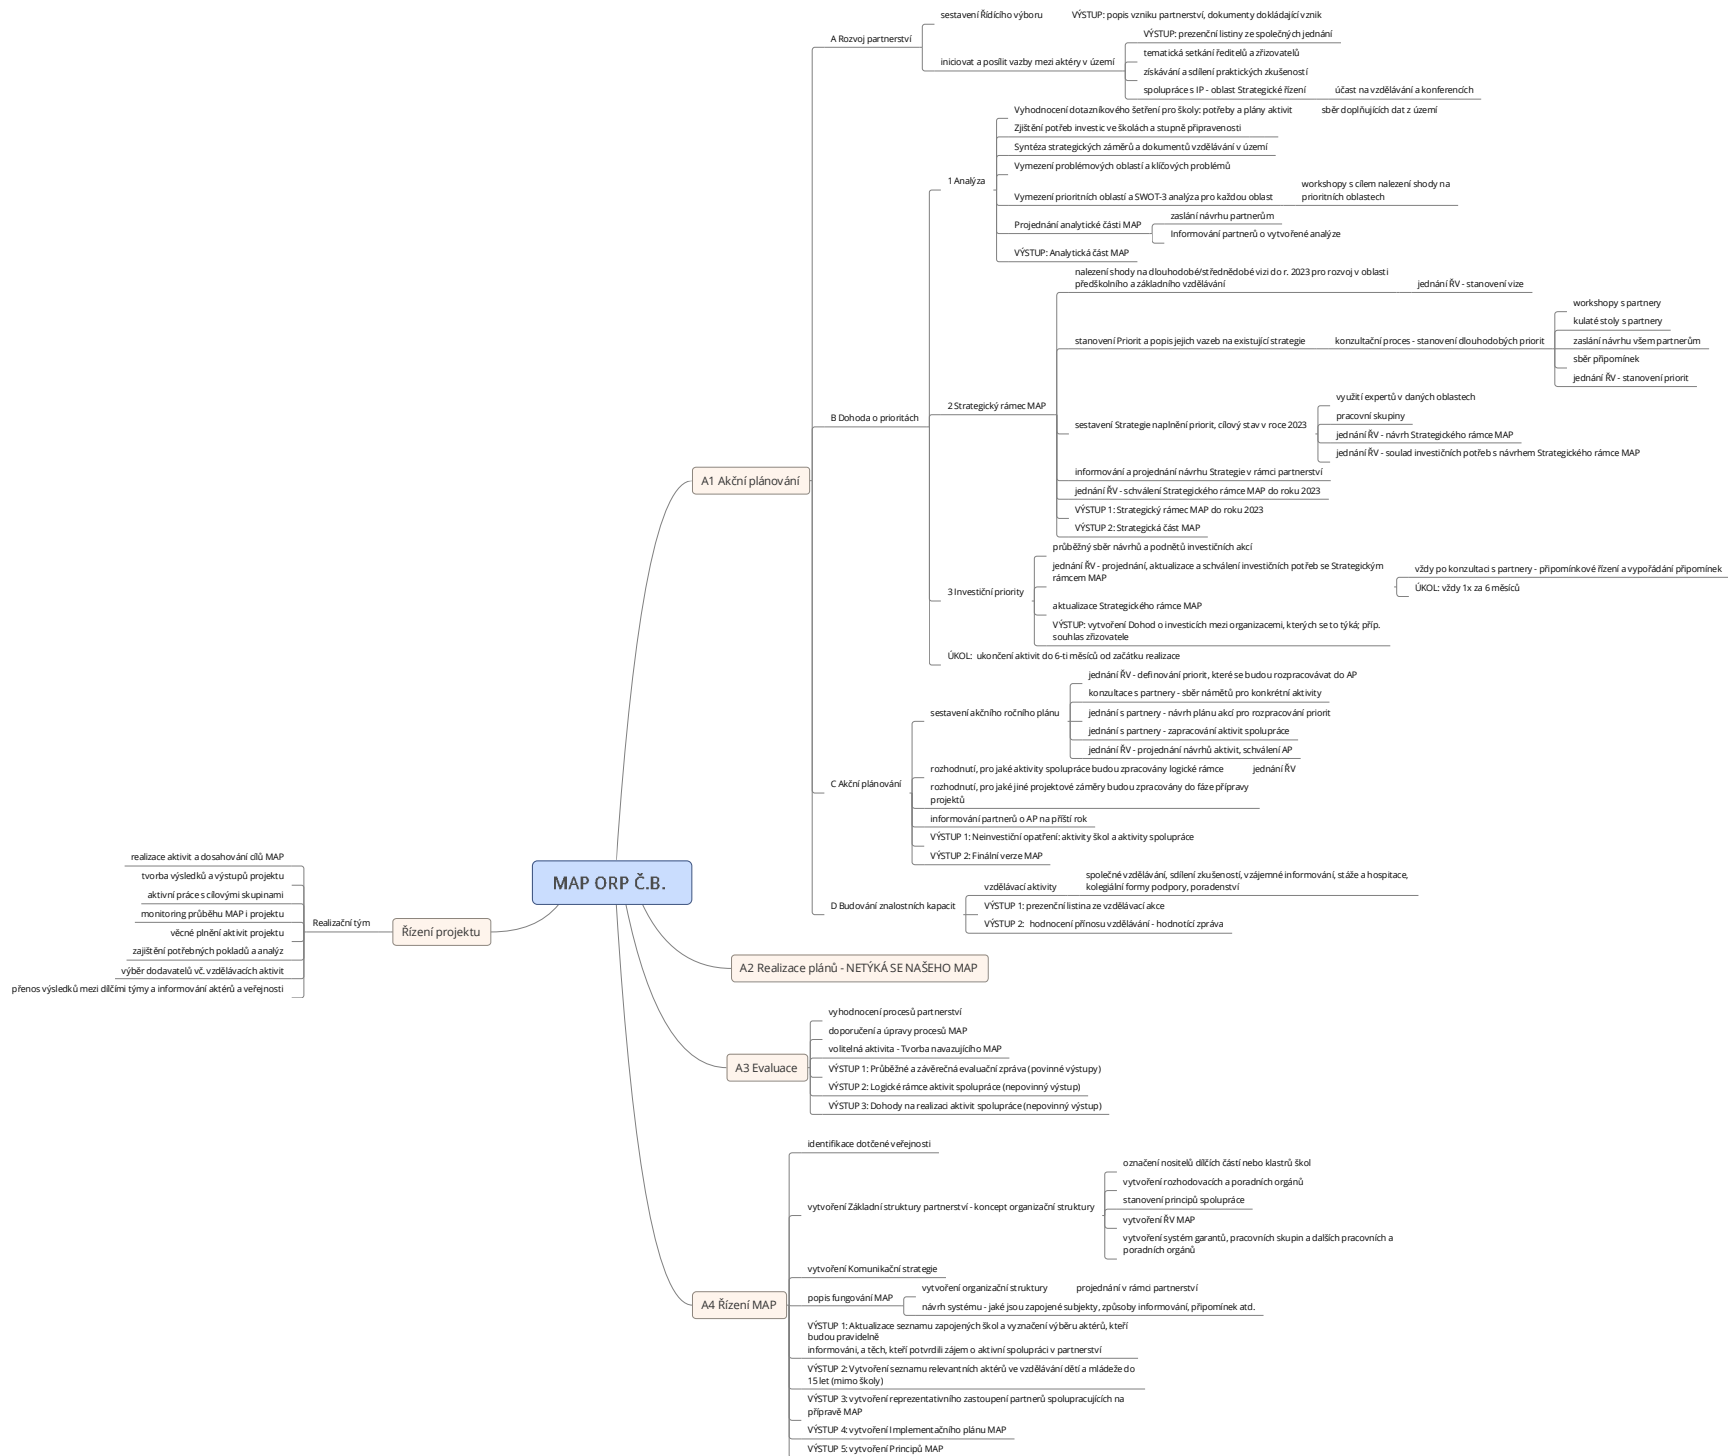 sestavení Řídícího výboru
VÝSTUP: popis vzniku partnerství, dokumenty dokládající vznik
A Rozvoj partnerství
VÝSTUP: prezenční listiny ze společných jednání
tematická setkání ředitelů a zřizovatelů
iniciovat a posílit vazby mezi aktéry v území
získávání a sdílení praktických zkušeností
spolupráce s IP - oblast Strategické řízení
účast na vzdělávání a konferencích
Vyhodnocení dotazníkového šetření pro školy: potřeby a plány aktivit
sběr doplňujících dat z území
Zjištění potřeb investic ve školách a stupně připravenosti
Syntéza strategických záměrů a dokumentů vzdělávání v území
Vymezení problémových oblastí a klíčových problémů
1 Analýza
Vymezení prioritních oblastí a SWOT-3 analýza pro každou oblast
workshopy s cílem nalezení shody na
prioritních oblastech
Projednání analytické části MAP
zaslání návrhu partnerům
Informování partnerů o vytvořené analýze
VÝSTUP: Analytická část MAP
nalezení shody na dlouhodobé/střednědobé vizi do r. 2023 pro rozvoj v oblasti
předškolního a základního vzdělávání
jednání ŘV - stanovení vize
workshopy s partnery
kulaté stoly s partnery
stanovení Priorit a popis jejich vazeb na existující strategie
konzultační proces - stanovení dlouhodobých priorit
zaslání návrhu všem partnerům
sběr připomínek
jednání ŘV - stanovení priorit
2 Strategický rámec MAP
B Dohoda o prioritách
využití expertů v daných oblastech
pracovní skupiny
sestavení Strategie naplnění priorit, cílový stav v roce 2023
jednání ŘV - návrh Strategického rámce MAP
jednání ŘV - soulad investičních potřeb s návrhem Strategického rámce MAP
informování a projednání návrhu Strategie v rámci partnerství
jednání ŘV - schválení Strategického rámce MAP do roku 2023
VÝSTUP 1: Strategický rámec MAP do roku 2023
VÝSTUP 2: Strategická část MAP
A1 Akční plánování
průběžný sběr návrhů a podnětů investičních akcí
jednání ŘV - projednání, aktualizace a schválení investičních potřeb se Strategickým
rámcem MAP
vždy po konzultaci s partnery - připomínkové řízení a vypořádání připomínek
ÚKOL: vždy 1x za 6 měsíců
3 Investiční priority
aktualizace Strategického rámce MAP
VÝSTUP: vytvoření Dohod o investicích mezi organizacemi, kterých se to týká; příp.
souhlas zřizovatele
ÚKOL:  ukončení aktivit do 6-ti měsíců od začátku realizace
jednání ŘV - definování priorit, které se budou rozpracovávat do AP
konzultace s partnery - sběr námětů pro konkrétní aktivity
sestavení akčního ročního plánu
jednání s partnery - návrh plánu akcí pro rozpracování priorit
jednání s partnery - zapracování aktivit spolupráce
jednání ŘV - projednání návrhů aktivit, schválení AP
C Akční plánování
rozhodnutí, pro jaké aktivity spolupráce budou zpracovány logické rámce
jednání ŘV
rozhodnutí, pro jaké jiné projektové záměry budou zpracovány do fáze přípravy
projektů
informování partnerů o AP na příští rok
VÝSTUP 1: Neinvestiční opatření: aktivity škol a aktivity spolupráce
VÝSTUP 2: Finální verze MAP
vzdělávací aktivity
společné vzdělávání, sdílení zkušeností, vzájemné informování, stáže a hospitace,
kolegiální formy podpory, poradenství
D Budování znalostních kapacit
VÝSTUP 1: prezenční listina ze vzdělávací akce
VÝSTUP 2:  hodnocení přínosu vzdělávání - hodnotící zpráva
MAP ORP Č.B.
realizace aktivit a dosahování cílů MAP
tvorba výsledků a výstupů projektu
aktivní práce s cílovými skupinami
monitoring průběhu MAP i projektu
Realizační tým
Řízení projektu
věcné plnění aktivit projektu
zajištění potřebných pokladů a analýz
výběr dodavatelů vč. vzdělávacích aktivit
přenos výsledků mezi dílčími týmy a informování aktérů a veřejnosti
A2 Realizace plánů - NETÝKÁ SE NAŠEHO MAP
vyhodnocení procesů partnerství
doporučení a úpravy procesů MAP
volitelná aktivita - Tvorba navazujícího MAP
A3 Evaluace
VÝSTUP 1: Průběžné a závěrečná evaluační zpráva (povinné výstupy)
VÝSTUP 2: Logické rámce aktivit spolupráce (nepovinný výstup)
VÝSTUP 3: Dohody na realizaci aktivit spolupráce (nepovinný výstup)
identifikace dotčené veřejnosti
označení nositelů dílčích částí nebo klastrů škol
vytvoření rozhodovacích a poradních orgánů
vytvoření Základní struktury partnerství - koncept organizační struktury
stanovení principů spolupráce
vytvoření ŘV MAP
vytvoření systém garantů, pracovních skupin a dalších pracovních a
poradních orgánů
vytvoření Komunikační strategie
A4 Řízení MAP
popis fungování MAP
vytvoření organizační struktury
projednání v rámci partnerství
návrh systému - jaké jsou zapojené subjekty, způsoby informování, připomínek atd.
VÝSTUP 1: Aktualizace seznamu zapojených škol a vyznačení výběru aktérů, kteří
budou pravidelně
informováni, a těch, kteří potvrdili zájem o aktivní spolupráci v partnerství
VÝSTUP 2: Vytvoření seznamu relevantních aktérů ve vzdělávání dětí a mládeže do
15 let (mimo školy)
VÝSTUP 3: vytvoření reprezentativního zastoupení partnerů spolupracujících na
přípravě MAP
VÝSTUP 4: vytvoření Implementačního plánu MAP
VÝSTUP 5: vytvoření Principů MAP